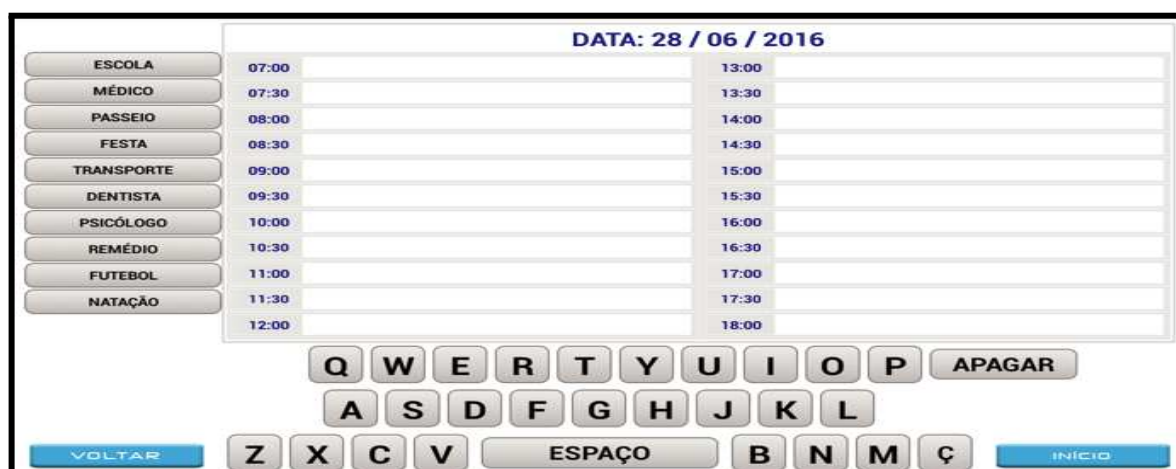 DATA: 28 / 06 / 2016
ESCOLA 07:00 13:00
MÉDICO 07:30 13:30
PASSEIO 08:00 14:00
FESTA 08:30 14:30
TRANSPORTE 09:00 15:00
DENTISTA 09:30 15:30
PSICÓLOGO 10:00 16:00
REMÉDIO 10:30 16:30
FUTEBOL 11:00 17:00
NATAÇÃO 11:30 17:30
12:00 18:00
Q W E R T Y U I O P APAGAR
A S D F G H J K L
VOLTAR Z X C V ESPAÇO B N M Ç INÍCIO